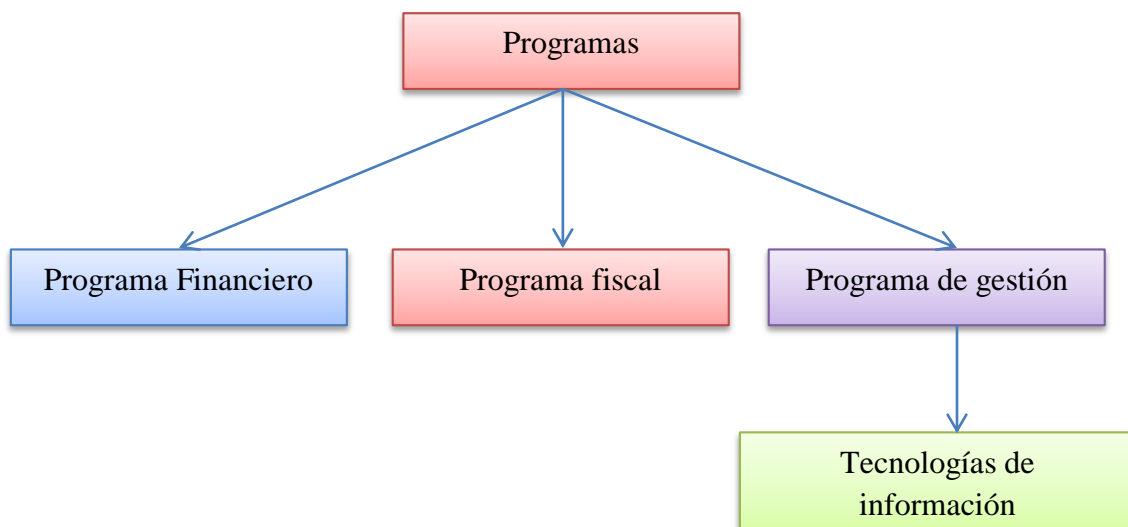 Programas
Programa Financiero
Programa fiscal
Programa de gestión
Tecnologías de
información